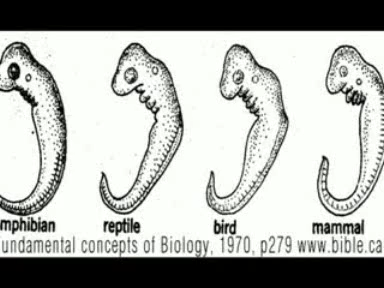 mphibian reptile bird mammal
undamental concepts of Biology, 1970, p279 www.bible.ca